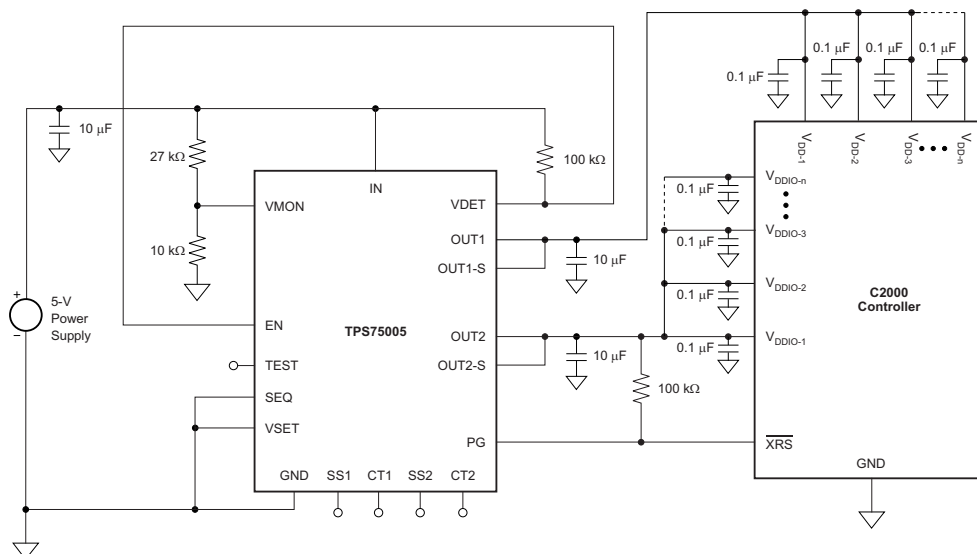 0.1 µF
0.1 µF
0.1 µF
0.1 µF
10 µF
27 kΩ
100 kΩ
IN
VMON
VDET
10 kΩ
OUT1
OUT1-S
10 µF
+
5-V
Power
Supply
−
EN
TPS75005
OUT2
TEST
OUT2-S
10 µF
SEQ
100 kΩ
VSET
PG
GND
SS1
CT1
SS2
CT2
VDD-1
VDD-2
VDD-3
VDD-n
0.1 µF
VDDIO-n
0.1 µF
VDDIO-3
0.1 µF
VDDIO-2
C2000
Controller
0.1 µF
VDDIO-1
XRS
GND